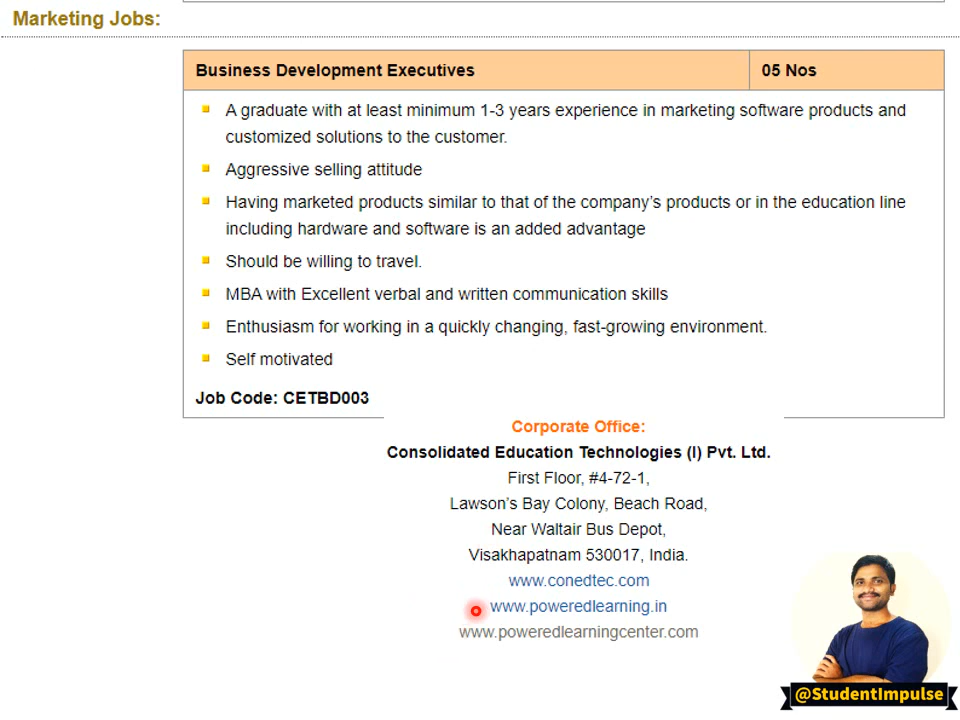 Marketing Jobs:
Business Development Executives
05 Nos
A graduate with at least minimum 1-3 years experience in marketing software products and
customized solutions to the customer.
Aggressive selling attitude
Having marketed products similar to that of the company's products or in the education line
including hardware and software is an added advantage
Should be willing to travel.
MBA with Excellent verbal and written communication skills
Enthusiasm for working in a quickly changing, fast-growing environment.
Self motivated
Job Code: CETBD003
Corporate Office:
Consolidated Education Technologies (I) Pvt. Ltd.
First Floor, #4-72-1,
Lawson's Bay Colony, Beach Road,
Near Waltair Bus Depot,
Visakhapatnam 530017, India.
www.conedtec.com
www.poweredlearning.in
www.poweredlearningcenter.com
@StudentImpulse